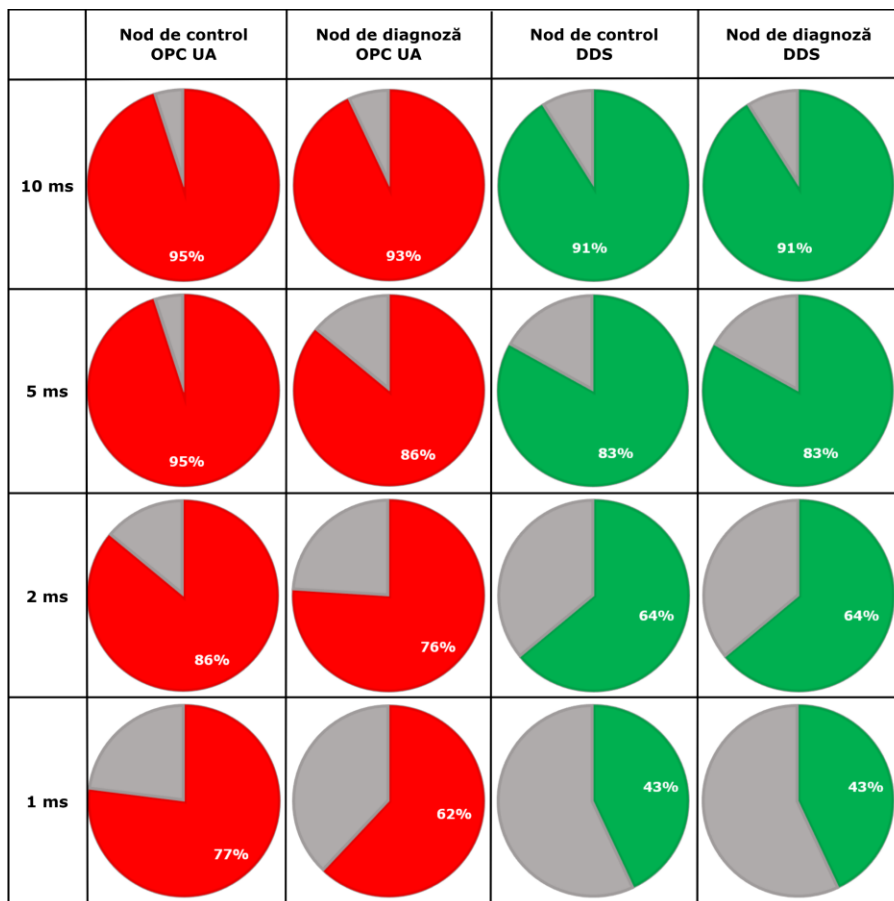 Nod de control
OPC UA
Nod de diagnoză
OPC UA
Nod de control
DDS
Nod de diagnoză
DDS
10 ms
95%
93%
91%
91%
5 ms
95%
86%
83%
83%
2 ms
86%
76%
64%
64%
1 ms
77%
62%
43%
43%